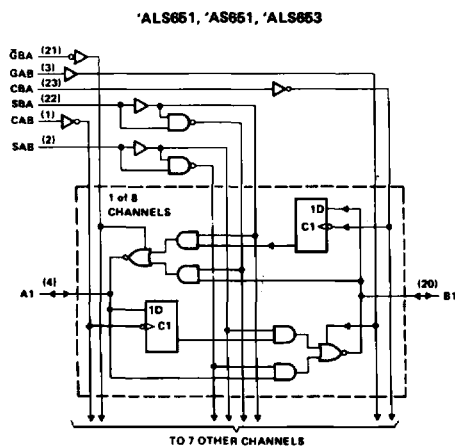 'ALS651, 'AS651, 'ALS653
G̅BA (21)
GAB (3)
CBA (23)
SBA (22)
CAB (1)
SAB (2)
1 of 8
CHANNELS
1D
C1
A1 (4)
(20) B1
1D
C1
TO 7 OTHER CHANNELS